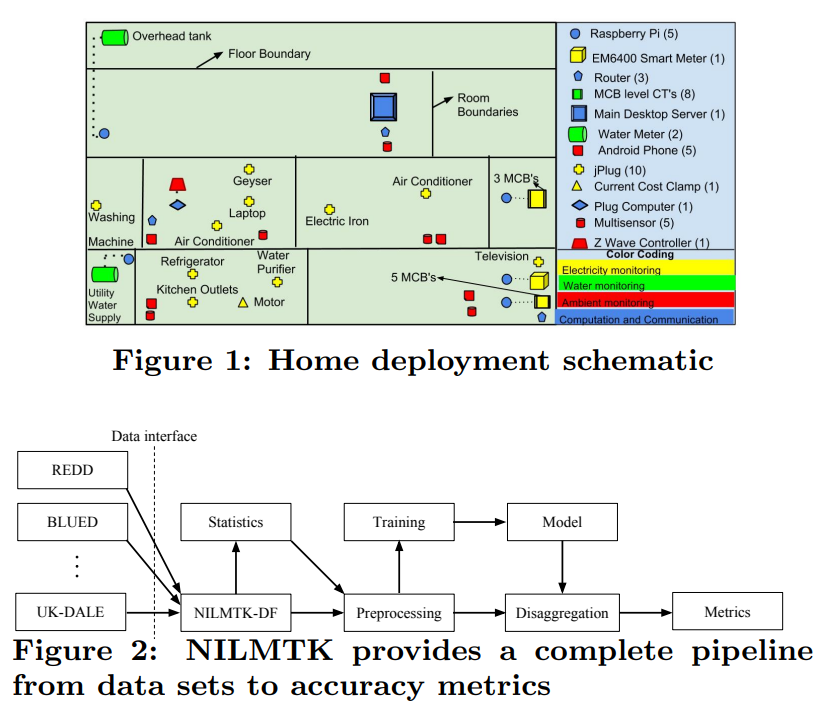 Overhead tank
Floor Boundary
Room
Boundaries
Geyser
Laptop
Air Conditioner
Washing
Machine
Air Conditioner
Electric Iron
3 MCB's
Refrigerator
Water
Purifier
Kitchen Outlets
Motor
Utility
Water
Supply
Television
5 MCB's
Raspberry Pi (5)
EM6400 Smart Meter (1)
Router (3)
MCB level CT's (8)
Main Desktop Server (1)
Water Meter (2)
Android Phone (5)
jPlug (10)
Current Cost Clamp (1)
Plug Computer (1)
Multisensor (5)
Z Wave Controller (1)
Color Coding
Electricity monitoring
Water monitoring
Ambient monitoring
Computation and Communication
Figure 1: Home deployment schematic
Data interface
REDD
BLUED
UK-DALE
Statistics
NILMTK-DF
Training
Preprocessing
Model
Disaggregation
Metrics
Figure 2: NILMTK provides a complete pipeline
from data sets to accuracy metrics